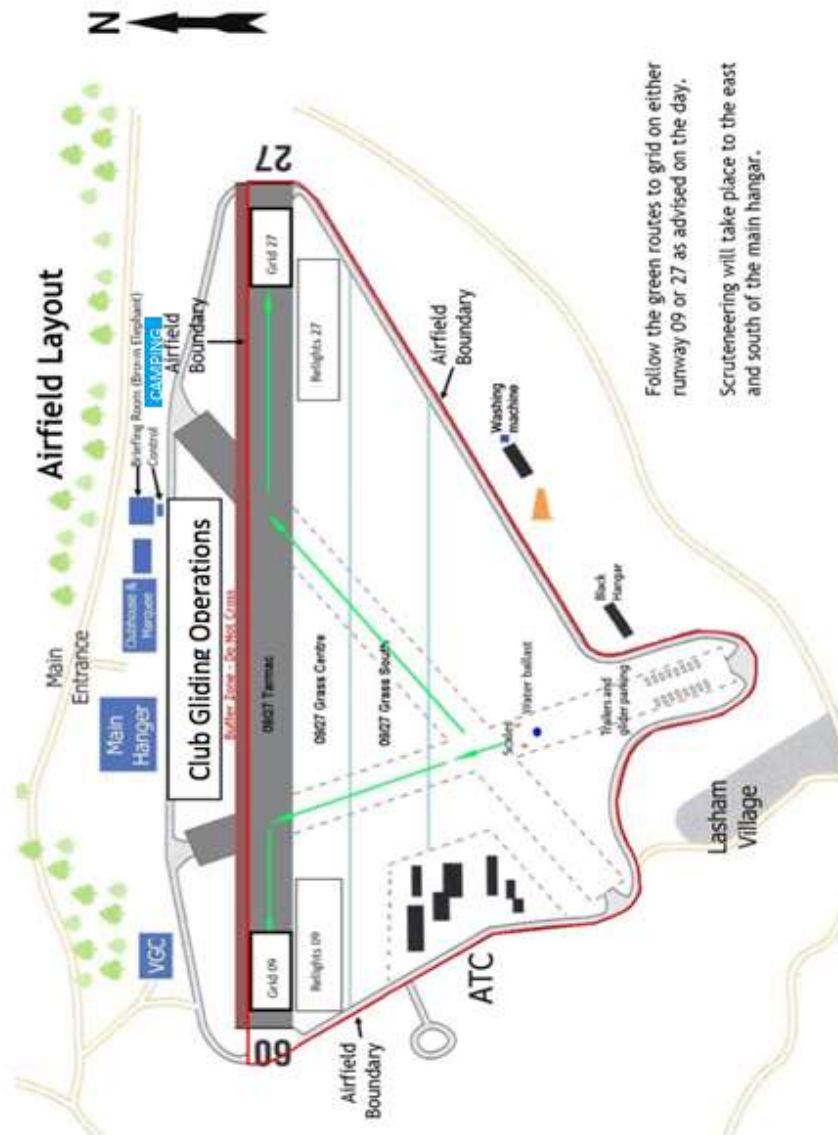 N
Airfield Layout
Main
Entrance
Briefing Room (Brown Elephant)
CAMPING
Control
Clubhouse &
Marquee
Main
Hanger
VGC
Airfield
Boundary
Club Gliding Operations
Buffer Zone - Do Not Cross
27
09
Grid 27
Grid 09
09/27 Tarmac
Relights 27
Relights 09
09/27 Grass Centre
09/27 Grass South
Airfield
Boundary
Airfield
Boundary
Washing
machine
Black
Hangar
ATC
Scales
Water ballast
Trailers and
glider parking
Lasham
Village
Follow the green routes to grid on either
runway 09 or 27 as advised on the day.
Scruteneering will take place to the east
and south of the main hangar.